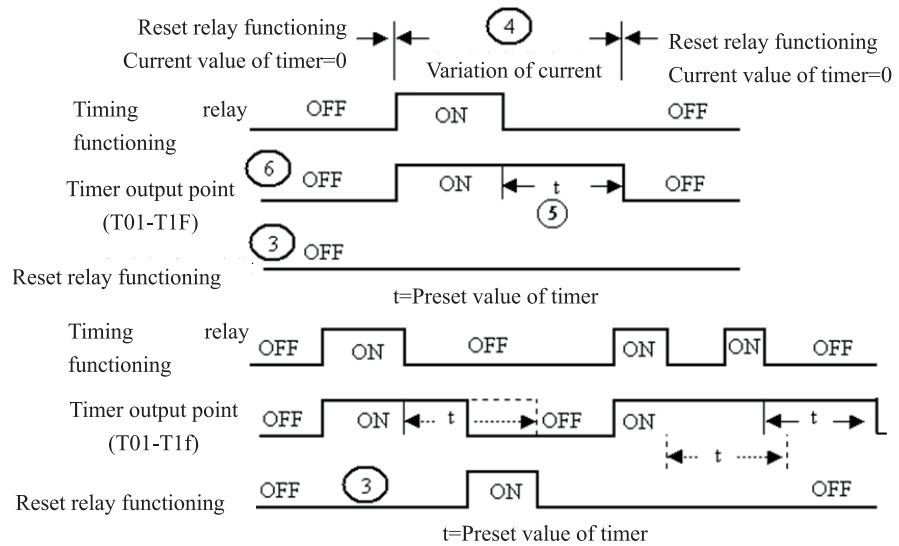 Reset relay functioning
Current value of timer=0
4
Variation of current
Reset relay functioning
Current value of timer=0
Timing relay
functioning
OFF
ON
OFF
6
Timer output point
(T01-T1F)
OFF
ON
t
5
OFF
3
OFF
Reset relay functioning
t=Preset value of timer
Timing relay
functioning
OFF
ON
OFF
ON
ON
OFF
Timer output point
(T01-T1f)
OFF
ON
t
OFF
ON
t
t
Reset relay functioning
OFF
3
ON
OFF
t=Preset value of timer